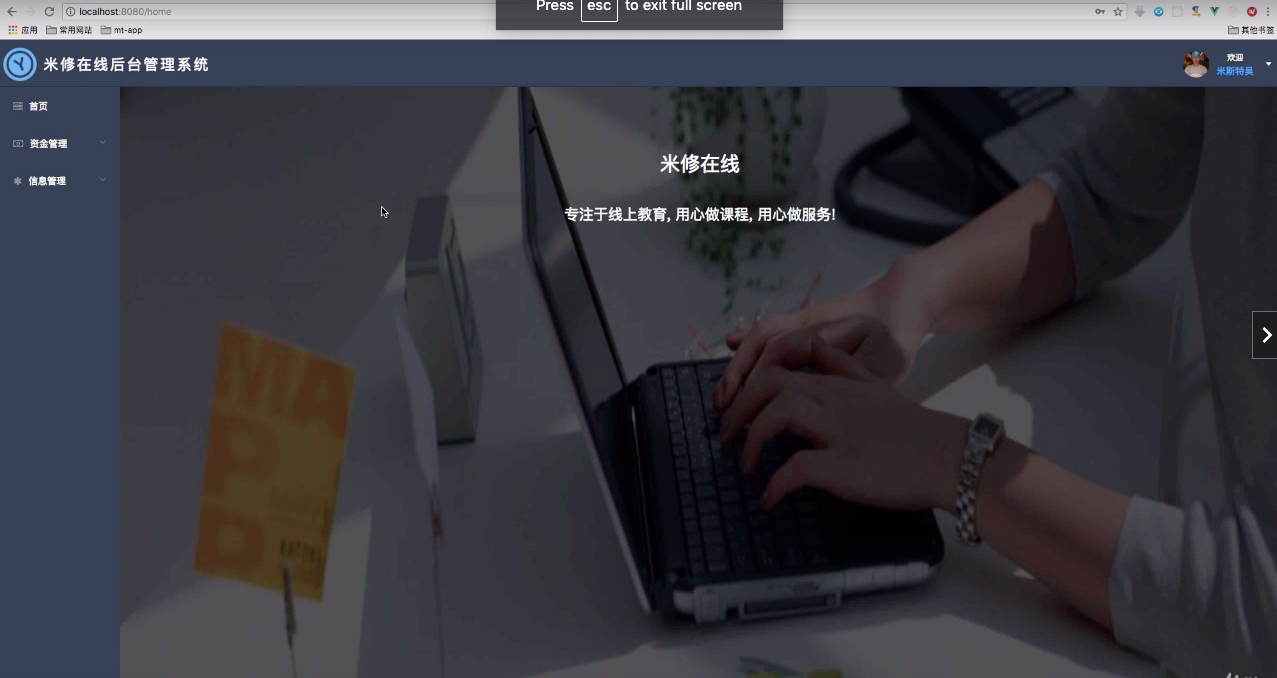 Press esc to exit full screen
localhost:8080/home
应用 常用网站 mt-app 其他书签
米修在线后台管理系统
欢迎
米斯特吴
首页
资金管理
信息管理
米修在线
专注于线上教育, 用心做课程, 用心做服务!